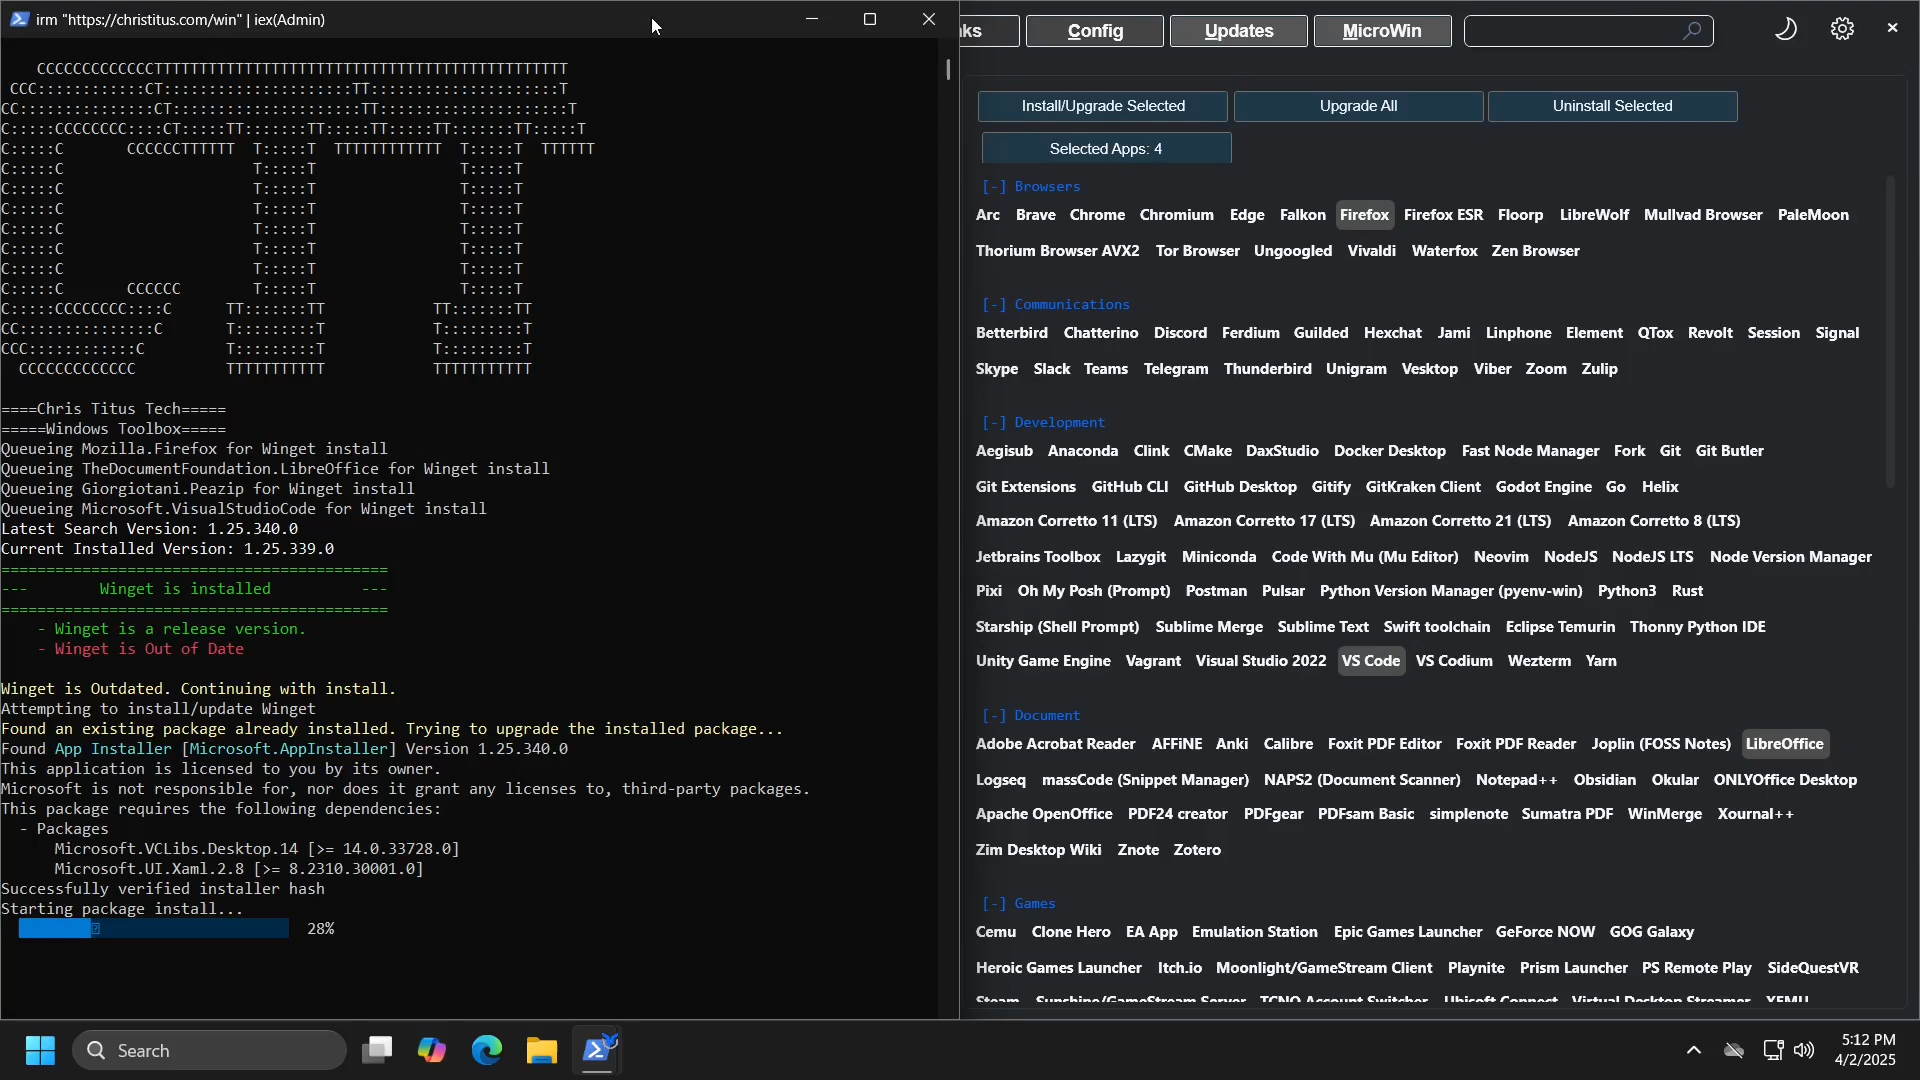 irm "https://christitus.com/win" | iex(Admin)
CCCCCCCCCCCCCTTTTTTTTTTTTTTTTTTTTTTTTTTTTTTTTTTTTTTTTTTTTTT
CCC::::::::::::CT:::::::::::::::::::::TT:::::::::::::::::::::T
CC:::::::::::::::CT:::::::::::::::::::::TT:::::::::::::::::::::T
C:::::CCCCCCCC::::CT:::::TT:::::::TT:::::TT:::::TT:::::::TT:::::T
C:::::C       CCCCCCTTTTTT  T:::::T  TTTTTTTTTTTT  T:::::T  TTTTTT
C:::::C                     T:::::T                T:::::T
C:::::C                     T:::::T                T:::::T
C:::::C                     T:::::T                T:::::T
C:::::C                     T:::::T                T:::::T
C:::::C                     T:::::T                T:::::T
C:::::C                     T:::::T                T:::::T
C:::::C       CCCCCC        T:::::T                T:::::T
C:::::CCCCCCCC::::C      TT:::::::TT            TT:::::::TT
CC:::::::::::::::C       T:::::::::T            T:::::::::T
CCC::::::::::::C         T:::::::::T            T:::::::::T
CCCCCCCCCCCCC          TTTTTTTTTTT            TTTTTTTTTTT
====Chris Titus Tech=====
=====Windows Toolbox=====
Queueing Mozilla.Firefox for Winget install
Queueing TheDocumentFoundation.LibreOffice for Winget install
Queueing Giorgiotani.Peazip for Winget install
Queueing Microsoft.VisualStudioCode for Winget install
Latest Search Version: 1.25.340.0
Current Installed Version: 1.25.339.0
===========================================
---        Winget is installed          ---
===========================================
- Winget is a release version.
- Winget is Out of Date
Winget is Outdated. Continuing with install.
Attempting to install/update Winget
Found an existing package already installed. Trying to upgrade the installed package...
Found App Installer [Microsoft.AppInstaller] Version 1.25.340.0
This application is licensed to you by its owner.
Microsoft is not responsible for, nor does it grant any licenses to, third-party packages.
This package requires the following dependencies:
- Packages
Microsoft.VCLibs.Desktop.14 [>= 14.0.33728.0]
Microsoft.UI.Xaml.2.8 [>= 8.2310.30001.0]
Successfully verified installer hash
Starting package install...
28%
ks Config Updates MicroWin
Install/Upgrade Selected Upgrade All Uninstall Selected
Selected Apps: 4
[-] Browsers
Arc Brave Chrome Chromium Edge Falkon Firefox Firefox ESR Floorp LibreWolf Mullvad Browser PaleMoon
Thorium Browser AVX2 Tor Browser Ungoogled Vivaldi Waterfox Zen Browser
[-] Communications
Betterbird Chatterino Discord Ferdium Guilded Hexchat Jami Linphone Element QTox Revolt Session Signal
Skype Slack Teams Telegram Thunderbird Unigram Vesktop Viber Zoom Zulip
[-] Development
Aegisub Anaconda Clink CMake DaxStudio Docker Desktop Fast Node Manager Fork Git Git Butler
Git Extensions GitHub CLI GitHub Desktop Gitify GitKraken Client Godot Engine Go Helix
Amazon Corretto 11 (LTS) Amazon Corretto 17 (LTS) Amazon Corretto 21 (LTS) Amazon Corretto 8 (LTS)
Jetbrains Toolbox Lazygit Miniconda Code With Mu (Mu Editor) Neovim NodeJS NodeJS LTS Node Version Manager
Pixi Oh My Posh (Prompt) Postman Pulsar Python Version Manager (pyenv-win) Python3 Rust
Starship (Shell Prompt) Sublime Merge Sublime Text Swift toolchain Eclipse Temurin Thonny Python IDE
Unity Game Engine Vagrant Visual Studio 2022 VS Code VS Codium Wezterm Yarn
[-] Document
Adobe Acrobat Reader AFFiNE Anki Calibre Foxit PDF Editor Foxit PDF Reader Joplin (FOSS Notes) LibreOffice
Logseq massCode (Snippet Manager) NAPS2 (Document Scanner) Notepad++ Obsidian Okular ONLYOffice Desktop
Apache OpenOffice PDF24 creator PDFgear PDFsam Basic simplenote Sumatra PDF WinMerge Xournal++
Zim Desktop Wiki Znote Zotero
[-] Games
Cemu Clone Hero EA App Emulation Station Epic Games Launcher GeForce NOW GOG Galaxy
Heroic Games Launcher Itch.io Moonlight/GameStream Client Playnite Prism Launcher PS Remote Play SideQuestVR
Steam Sunshine/GameStream Server TCNO Account Switcher Ubisoft Connect Virtual Desktop Streamer XEMU
Search
5:12 PM
4/2/2025